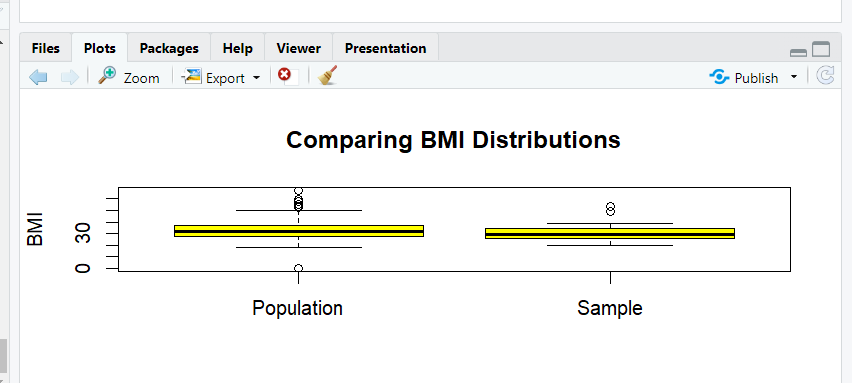 Files Plots Packages Help Viewer Presentation
Zoom Export Publish
Comparing BMI Distributions
BMI
30
0
Population Sample